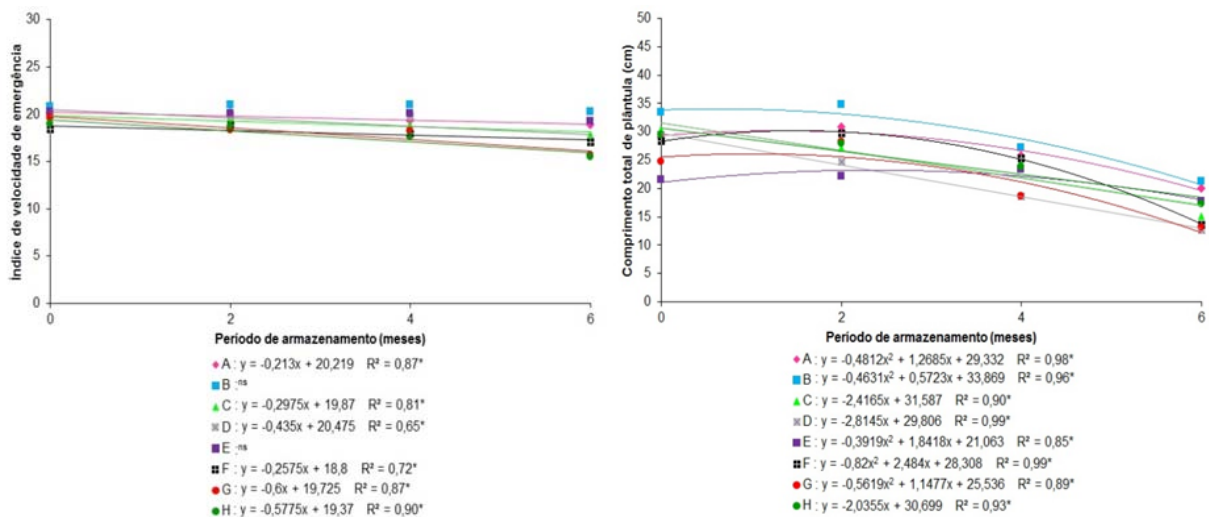 Índice de velocidade de emergência
30
25
20
15
10
5
0
0 2 4 6
Período de armazenamento (meses)
A : y = -0,213x + 20,219 R² = 0,87*
B : ns
C : y = -0,2975x + 19,87 R² = 0,81*
D : y = -0,435x + 20,475 R² = 0,65*
E : ns
F : y = -0,2575x + 18,8 R² = 0,72*
G : y = -0,6x + 19,725 R² = 0,87*
H : y = -0,5775x + 19,37 R² = 0,90*
Comprimento total de plântula (cm)
50
45
40
35
30
25
20
15
10
5
0
0 2 4 6
Período de armazenamento (meses)
A : y = -0,4812x² + 1,2685x + 29,332 R² = 0,98*
B : y = -0,4631x² + 0,5723x + 33,869 R² = 0,96*
C : y = -2,4165x + 31,587 R² = 0,90*
D : y = -2,8145x + 29,806 R² = 0,99*
E : y = -0,3919x² + 1,8418x + 21,063 R² = 0,85*
F : y = -0,82x² + 2,484x + 28,308 R² = 0,99*
G : y = -0,5619x² + 1,1477x + 25,536 R² = 0,89*
H : y = -2,0355x + 30,699 R² = 0,93*